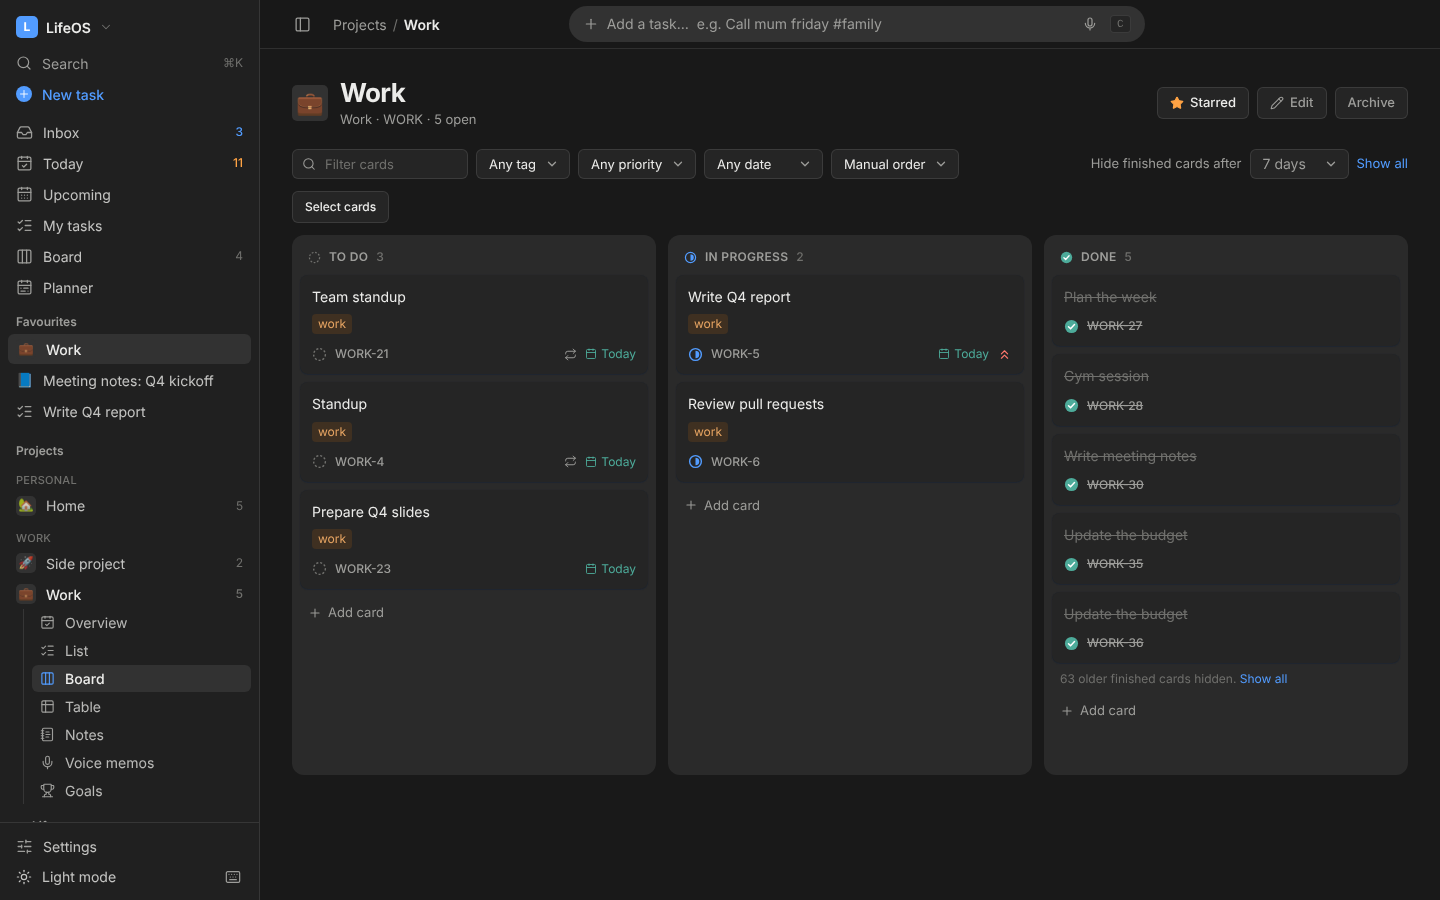 L LifeOS
Search ⌘K
New task
Inbox 3
Today 11
Upcoming
My tasks
Board 4
Planner
Favourites
Work
Meeting notes: Q4 kickoff
Write Q4 report
Projects
PERSONAL
Home 5
WORK
Side project 2
Work 5
Overview
List
Board
Table
Notes
Voice memos
Goals
Settings
Light mode
Projects / Work
Add a task... e.g. Call mum friday #family C
Work
Work · WORK · 5 open
Starred Edit Archive
Filter cards Any tag Any priority Any date Manual order Hide finished cards after 7 days Show all
Select cards
TO DO 3
Team standup
work
WORK-21 Today
Standup
work
WORK-4 Today
Prepare Q4 slides
work
WORK-23 Today
Add card
IN PROGRESS 2
Write Q4 report
work
WORK-5 Today
Review pull requests
work
WORK-6
Add card
DONE 5
Plan the week
WORK-27
Gym session
WORK-28
Write meeting notes
WORK-30
Update the budget
WORK-35
Update the budget
WORK-36
63 older finished cards hidden. Show all
Add card